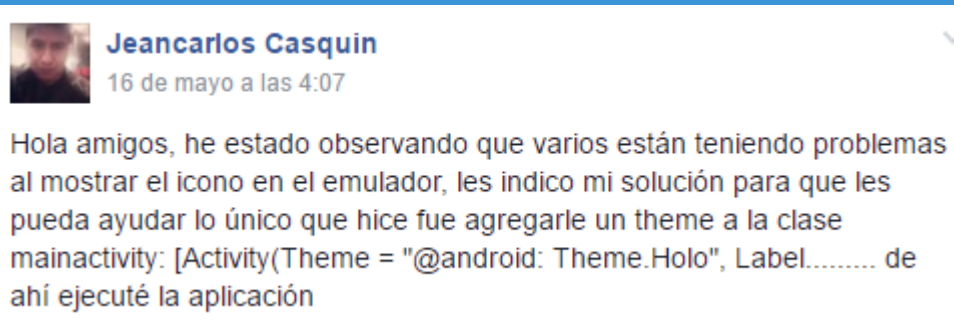 Jeancarlos Casquin
16 de mayo a las 4:07
Hola amigos, he estado observando que varios están teniendo problemas
al mostrar el icono en el emulador, les indico mi solución para que les
pueda ayudar lo único que hice fue agregarle un theme a la clase
mainactivity: [Activity(Theme = "@android: Theme.Holo", Label......... de
ahí ejecuté la aplicación